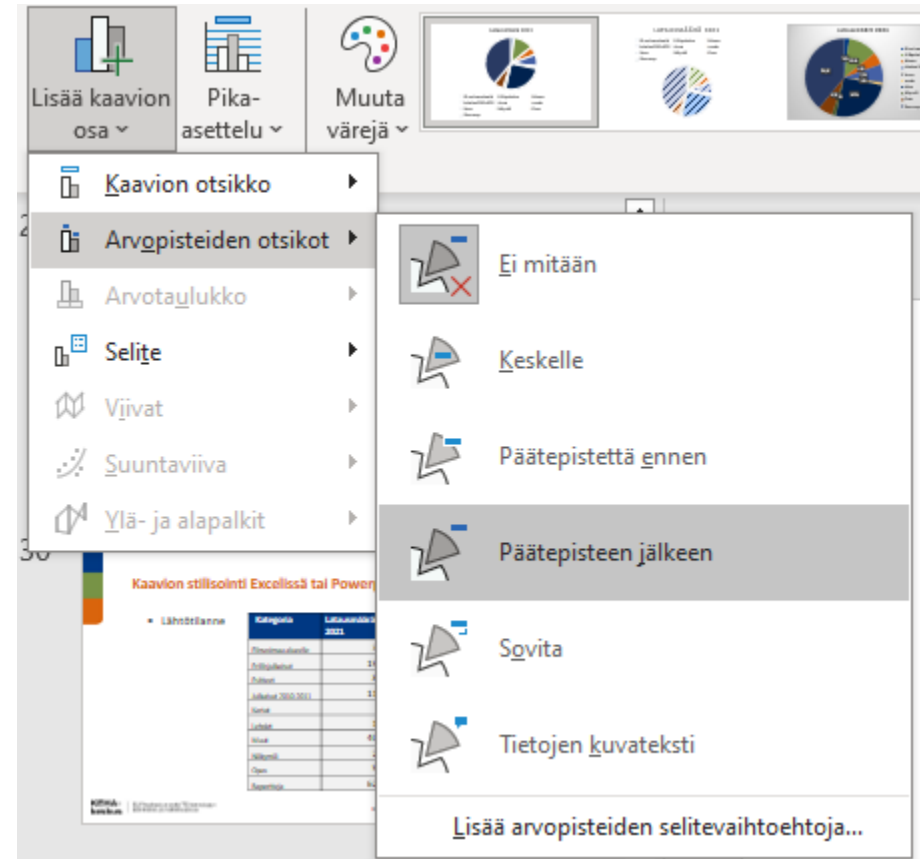 Lisää kaavion
osa
Pika-
asettelu
Muuta
värejä
Kaavion otsikko
Arvopisteiden otsikot
Arvotaulukko
Selite
Viivat
Suuntaviiva
Ylä- ja alapalkit
Ei mitään
Keskelle
Päätepistettä ennen
Päätepisteen jälkeen
Sovita
Tietojen kuvateksti
Lisää arvopisteiden selitevaihtoehtoja...
Kaavion stilisointi Excelissä tai
• Lähtötilanne
Kategoria
2021